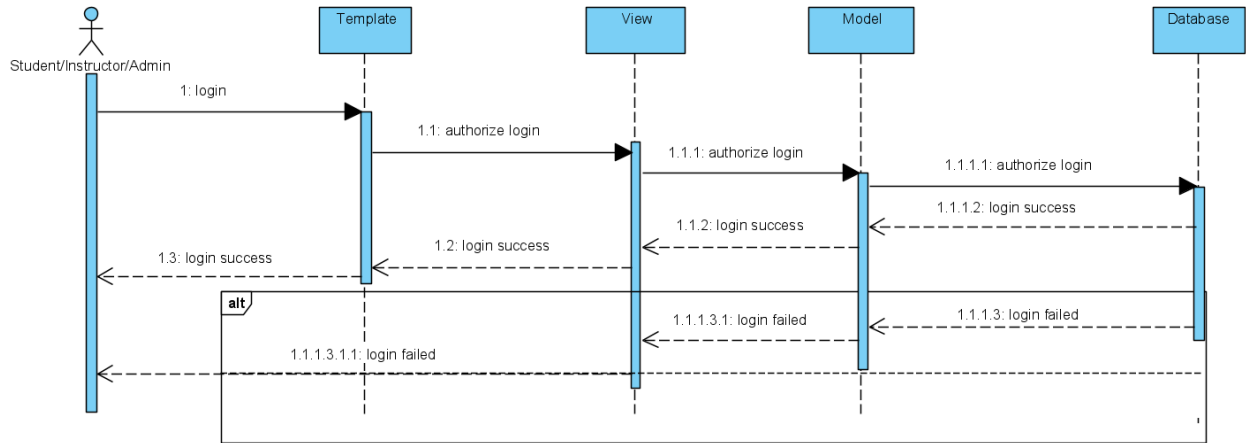 Template
View
Model
Database
Student/Instructor/Admin
1: login
1.1: authorize login
1.1.1: authorize login
1.1.1.1: authorize login
1.1.1.2: login success
1.1.2: login success
1.2: login success
1.3: login success
alt
1.1.1.3: login failed
1.1.1.3.1: login failed
1.1.1.3.1.1: login failed